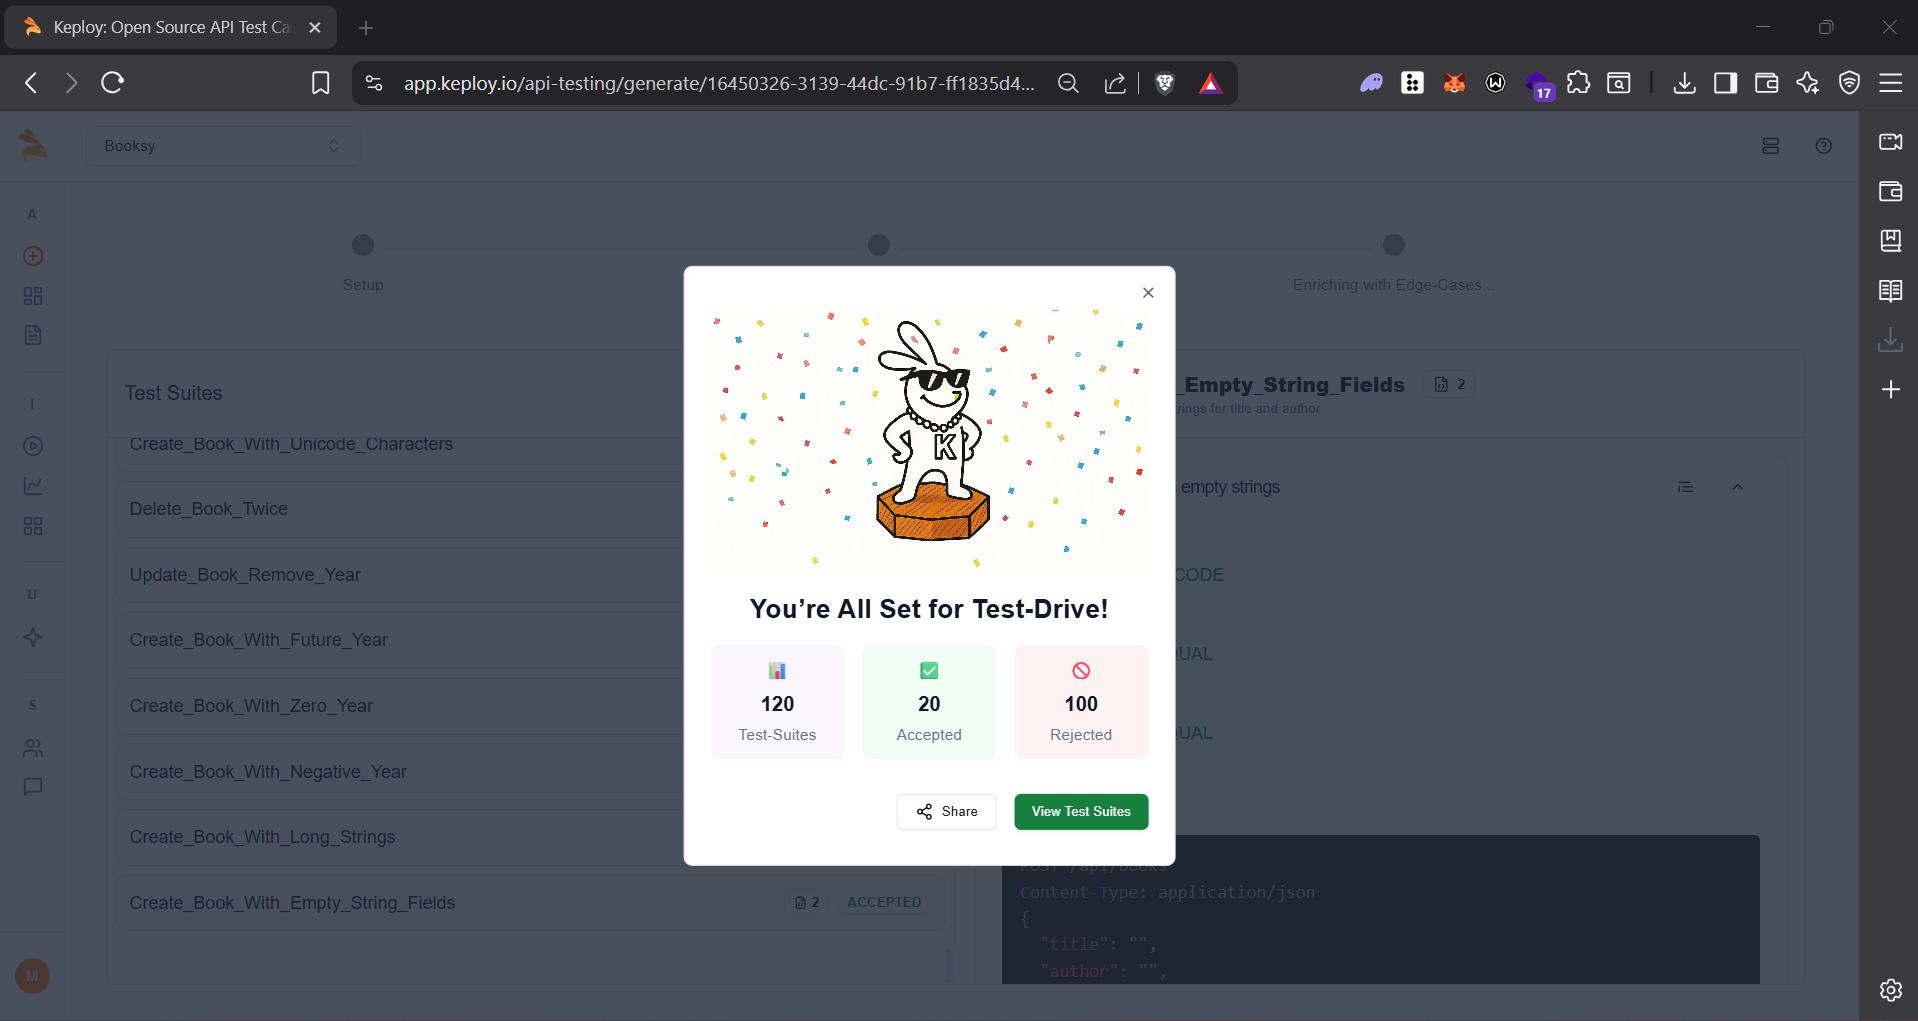 Keploy: Open Source API Test Ca
app.keploy.io/api-testing/generate/16450326-3139-44dc-91b7-ff1835d4...
17
Booksy
A
Setup
Enriching with Edge-Cases...
Test Suites
_Empty_String_Fields
2
rings for title and author
I
Create_Book_With_Unicode_Characters
empty strings
Delete_Book_Twice
Update_Book_Remove_Year
CODE
U
Create_Book_With_Future_Year
UAL
S
Create_Book_With_Zero_Year
UAL
Create_Book_With_Negative_Year
Create_Book_With_Long_Strings
Create_Book_With_Empty_String_Fields
2
ACCEPTED
M
K
You’re All Set for Test-Drive!
120
Test-Suites
20
Accepted
100
Rejected
Share
View Test Suites
POST /api/books
Content-Type: application/json
{
"title": "",
"author": "",